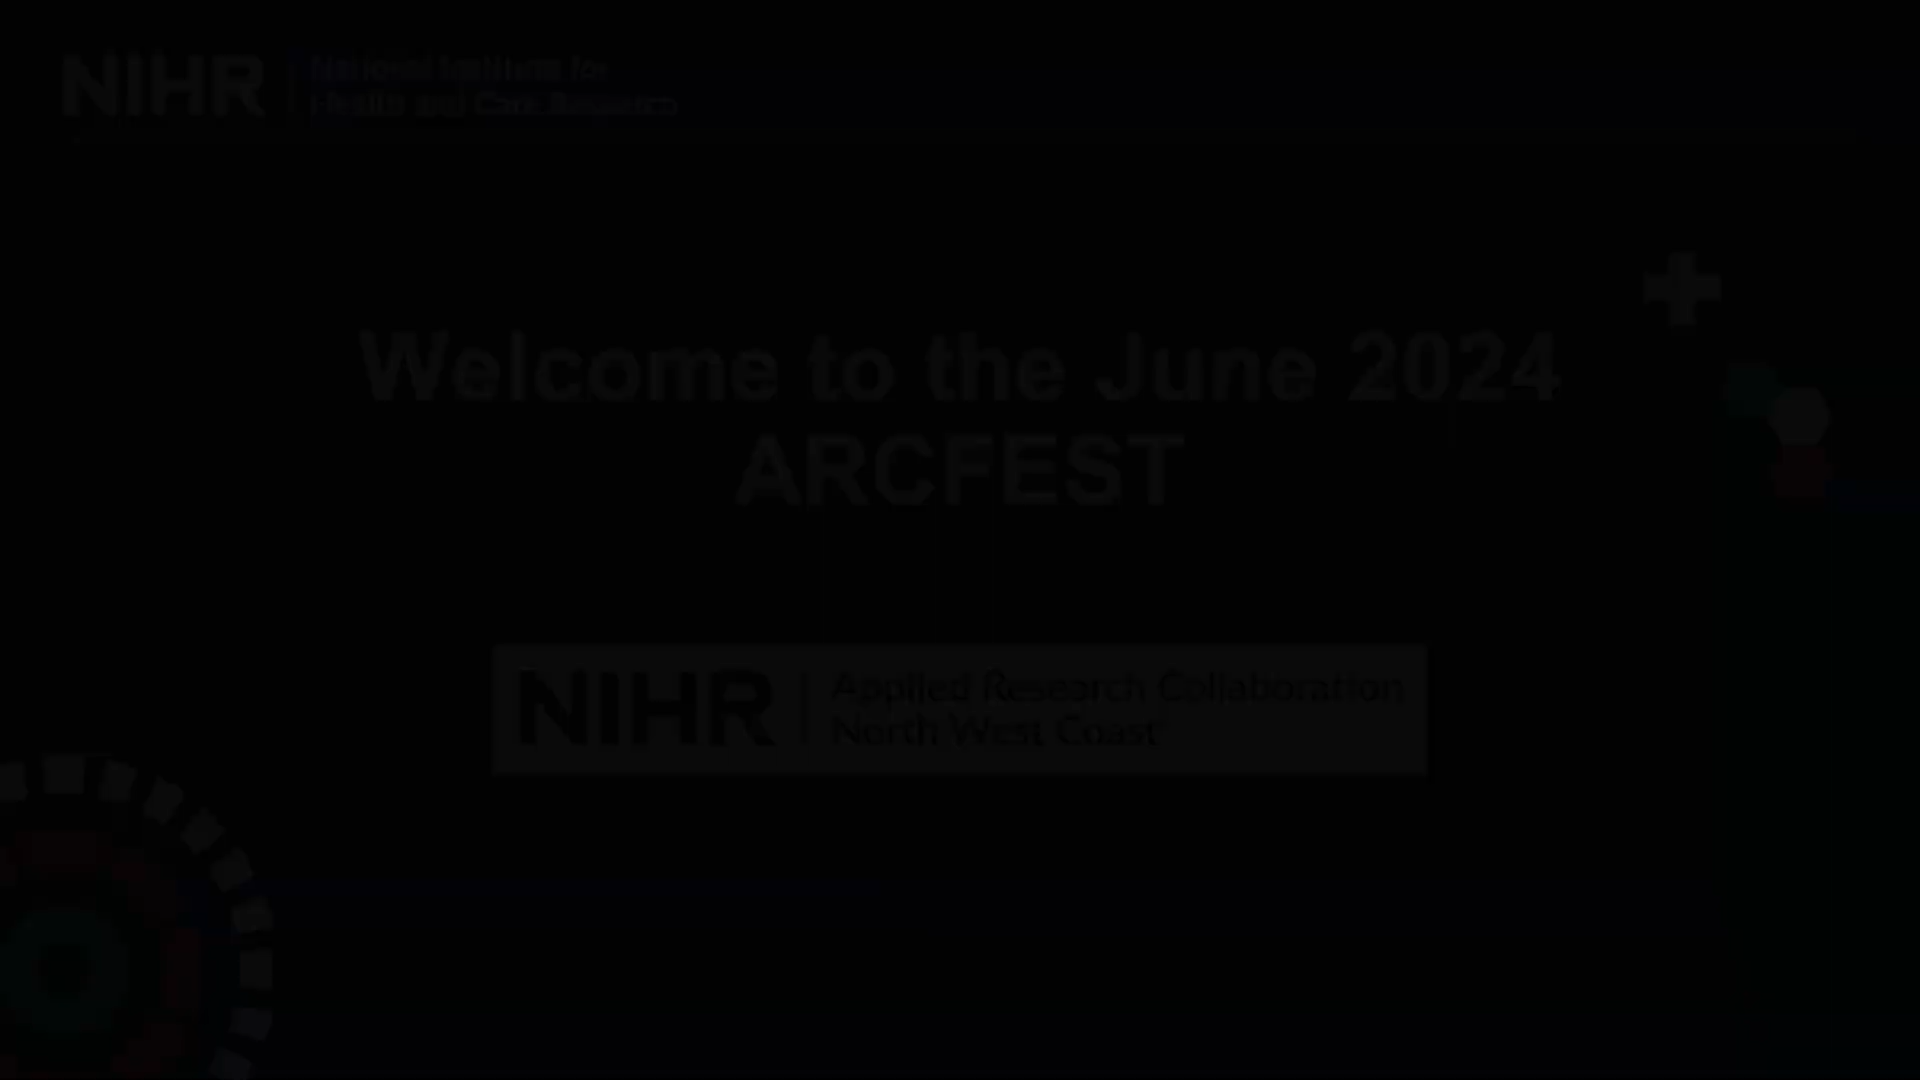 NIHR
National Institute for
Health and Care Research
Welcome to the June 2024
ARCFEST
NIHR
Applied Research Collaboration
North West Coast